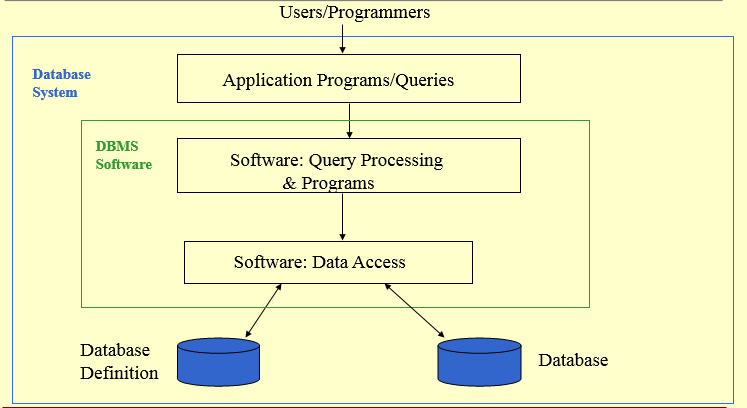 Users/Programmers
Database
System
Application Programs/Queries
DBMS
Software
Software: Query Processing
& Programs
Software: Data Access
Database
Definition
Database